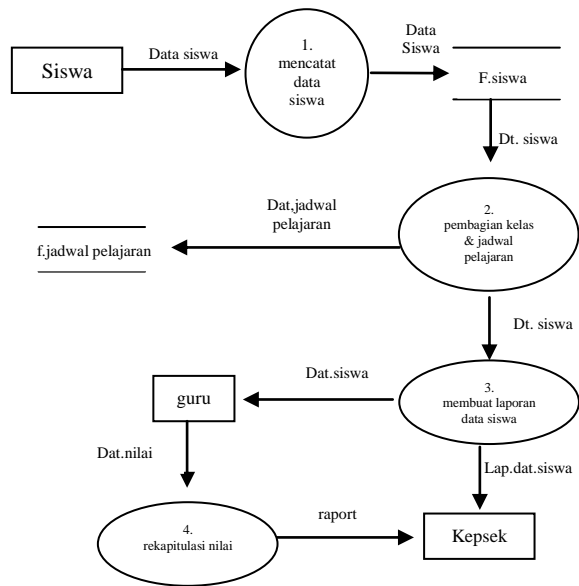 Siswa
Data siswa
1.
mencatat
data
siswa
Data
Siswa
F.siswa
Dt. siswa
2.
pembagian kelas
& jadwal
pelajaran
Dat,jadwal
pelajaran
f.jadwal pelajaran
Dt. siswa
3.
membuat laporan
data siswa
Dat.siswa
guru
Dat.nilai
Lap.dat.siswa
4.
rekapitulasi nilai
raport
Kepsek